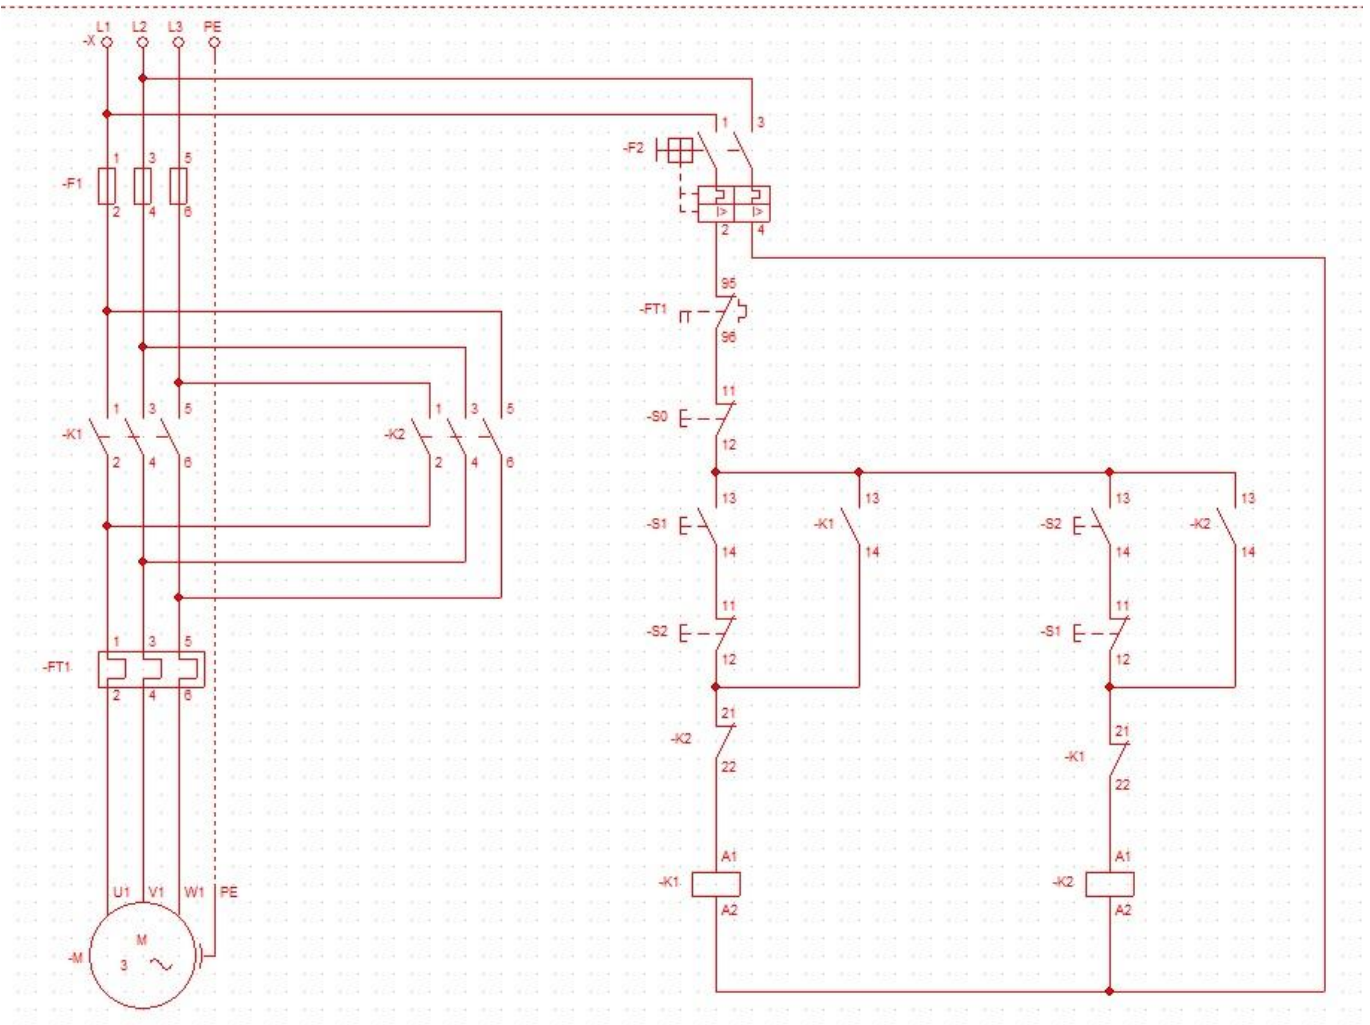 L1 L2 L3 PE
-X
1 3
-F2
1 3 5
-F1
2 4 6
I> I>
2 4
95
-FT1
96
11
-S0
12
1 3 5 1 3 5
-K1 -K2
2 4 6 2 4 6
13 13 13 13
-S1 -K1 -S2 -K2
14 14 14 14
11 11
-S2 -S1
12 12
1 3 5
-FT1
2 4 6
21 21
-K2 -K1
22 22
A1 A1
-K1 -K2
A2 A2
U1 V1 W1 PE
M
-M
3